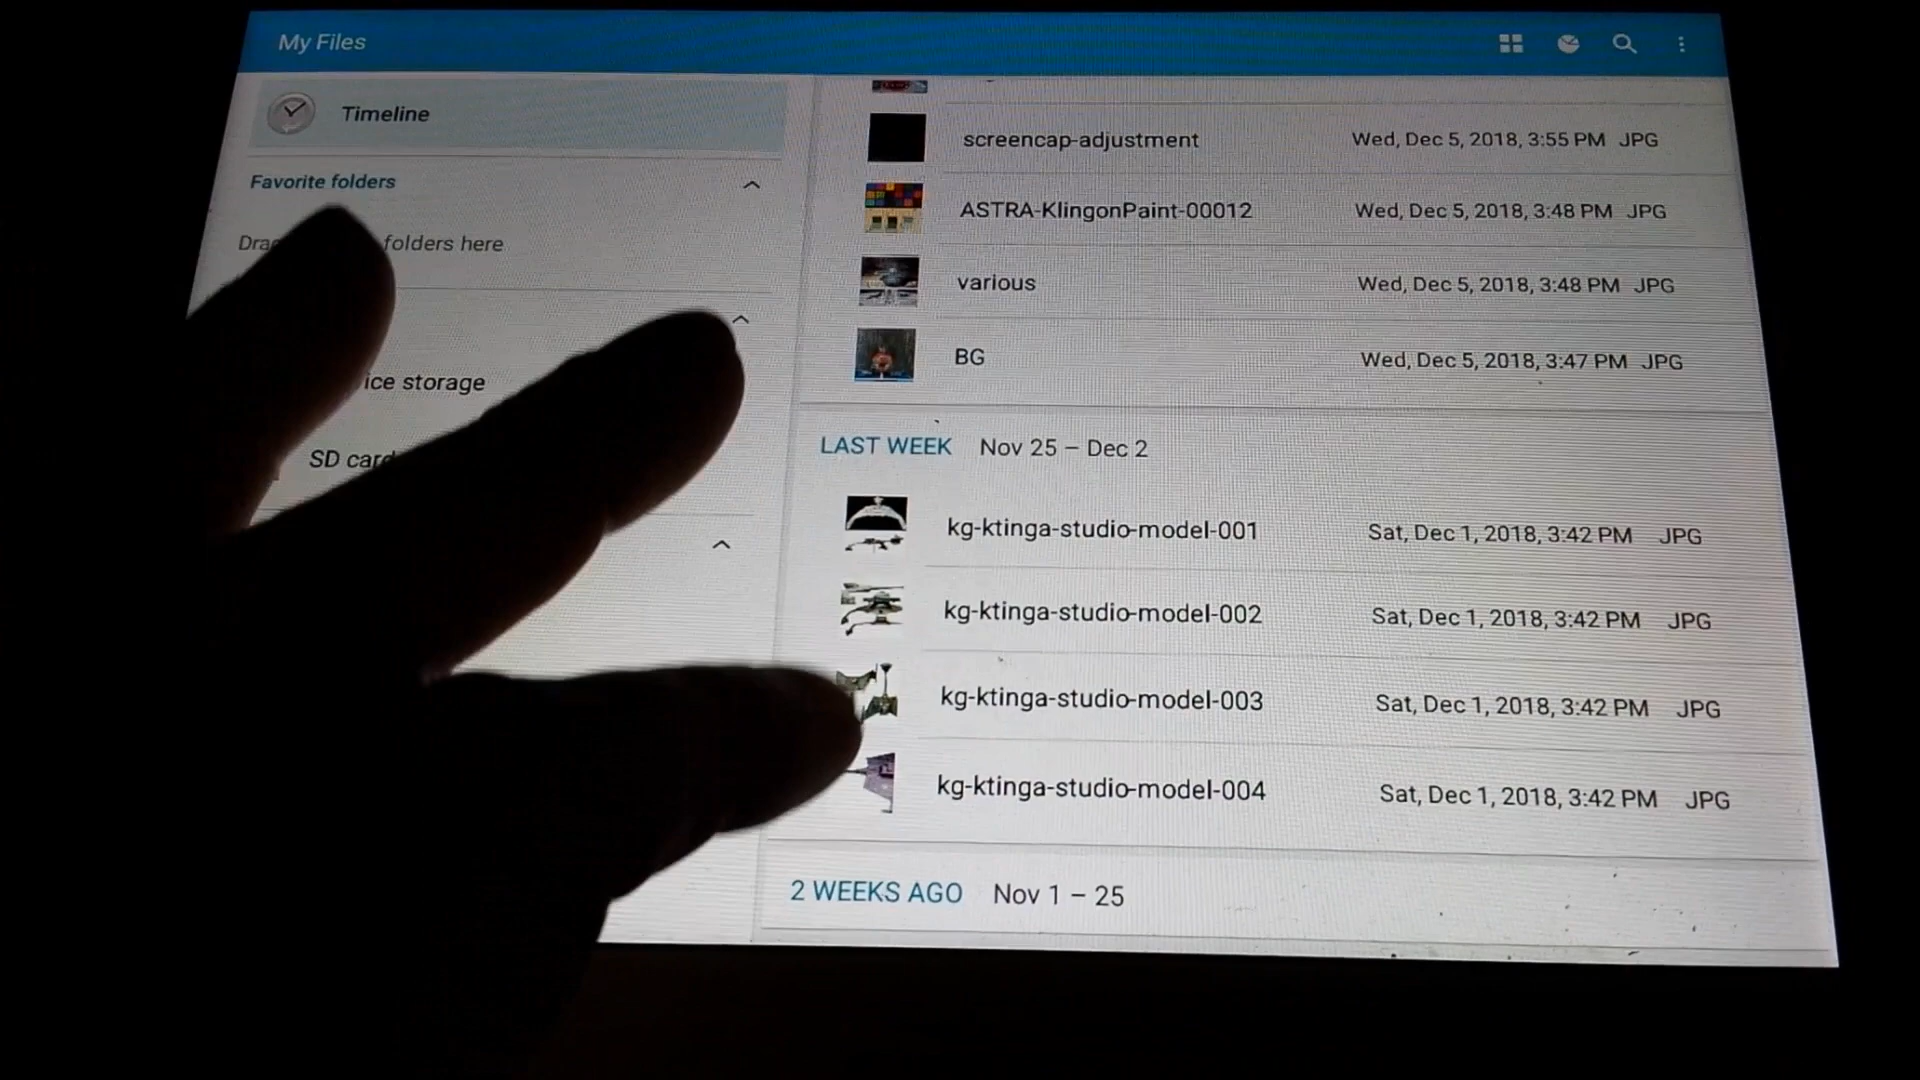 My Files
Timeline
Favorite folders
folders here
storage
SD card
screencap-adjustment Wed, Dec 5, 2018, 3:55 PM JPG
ASTRA-KlingonPaint-00012 Wed, Dec 5, 2018, 3:48 PM JPG
various Wed, Dec 5, 2018, 3:48 PM JPG
BG Wed, Dec 5, 2018, 3:47 PM JPG
LAST WEEK Nov 25 – Dec 2
kg-ktinga-studio-model-001 Sat, Dec 1, 2018, 3:42 PM JPG
kg-ktinga-studio-model-002 Sat, Dec 1, 2018, 3:42 PM JPG
kg-ktinga-studio-model-003 Sat, Dec 1, 2018, 3:42 PM JPG
kg-ktinga-studio-model-004 Sat, Dec 1, 2018, 3:42 PM JPG
2 WEEKS AGO Nov 1 – 25